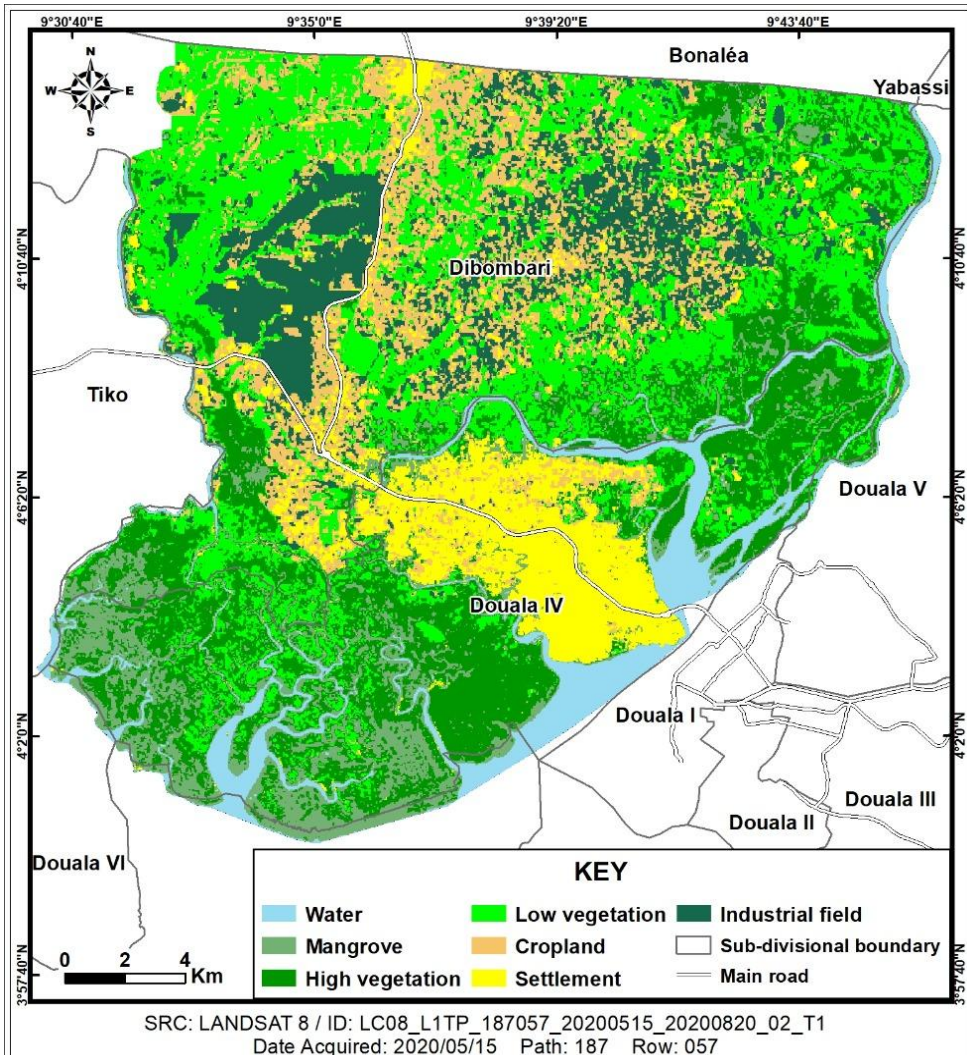 9°30'40"E 9°35'0"E 9°39'20"E 9°43'40"E
Bonaléa
N
W E
S
Yabassi
4°10'40"N 4°10'40"N
Dibombari
Tiko
Douala V
4°6'20"N 4°6'20"N
Douala IV
Douala I
4°2'0"N 4°2'0"N
Douala III
Douala II
Douala VI
KEY
Water Low vegetation Industrial field
Mangrove Cropland Sub-divisional boundary
High vegetation Settlement Main road
0 2 4
Km
3°57'40"N 3°57'40"N
SRC: LANDSAT 8 / ID: LC08_L1TP_187057_20200515_20200820_02_T1
Date Acquired: 2020/05/15 Path: 187 Row: 057